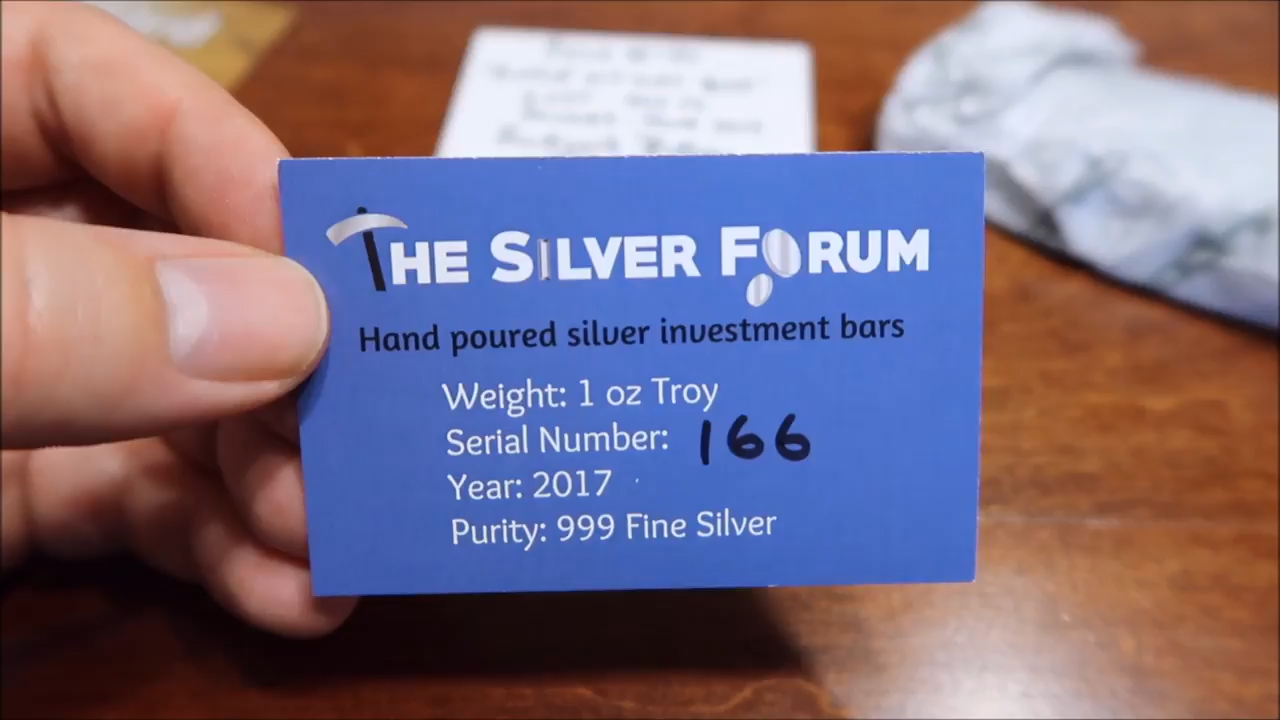 THE SILVER FORUM
Hand poured silver investment bars
Weight: 1 oz Troy
Serial Number: 166
Year: 2017
Purity: 999 Fine Silver